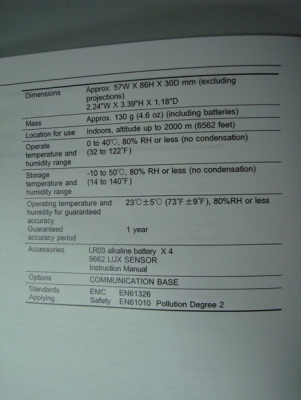 Dimensions Approx. 57W X 86H X 30D mm (excluding
projections)
2.24"W X 3.39"H X 1.18"D
Mass Approx. 130 g (4.6 oz) (including batteries)
Location for use Indoors, altitude up to 2000 m (6562 feet)
Operate 0 to 40℃, 80% RH or less (no condensation)
temperature and (32 to 122℉)
humidity range
Storage -10 to 50℃, 80% RH or less (no condensation)
temperature and (14 to 140℉)
humidity range
Operating temperature and 23℃±5℃ (73℉±9℉), 80%RH or less
humidity for guaranteed
accuracy
Guaranteed 1 year
accuracy period
Accessories LR03 alkaline battery X 4
9662 LUX SENSOR
Instruction Manual
Options COMMUNICATION BASE
Standards EMC EN61326
Applying Safety EN61010 Pollution Degree 2